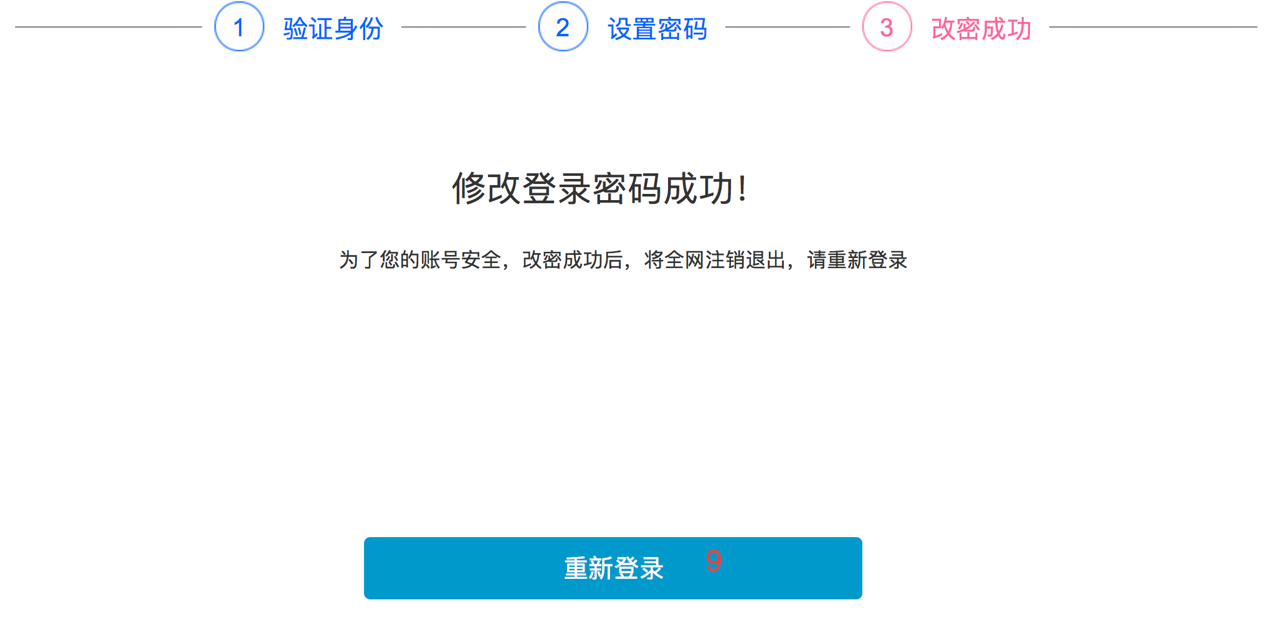 1 验证身份 2 设置密码 3 改密成功
修改登录密码成功!
为了您的账号安全，改密成功后，将全网注销退出，请重新登录
重新登录 9